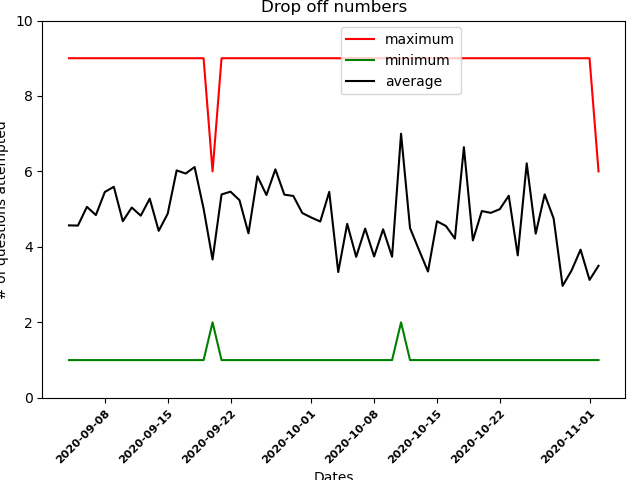 Drop off numbers
# of questions attempted
10
8
6
4
2
0
maximum
minimum
average
2020-09-08
2020-09-15
2020-09-22
2020-10-01
2020-10-08
2020-10-15
2020-10-22
2020-11-01
Dates